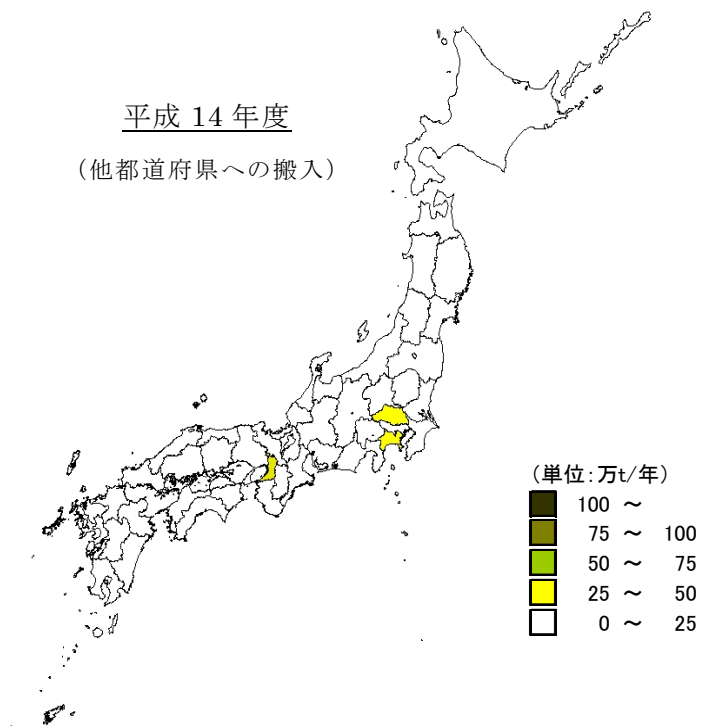 平成 14 年度
（他都道府県への搬入）
（単位：万t/年）
100 ～
75 ～ 100
50 ～ 75
25 ～ 50
0 ～ 25